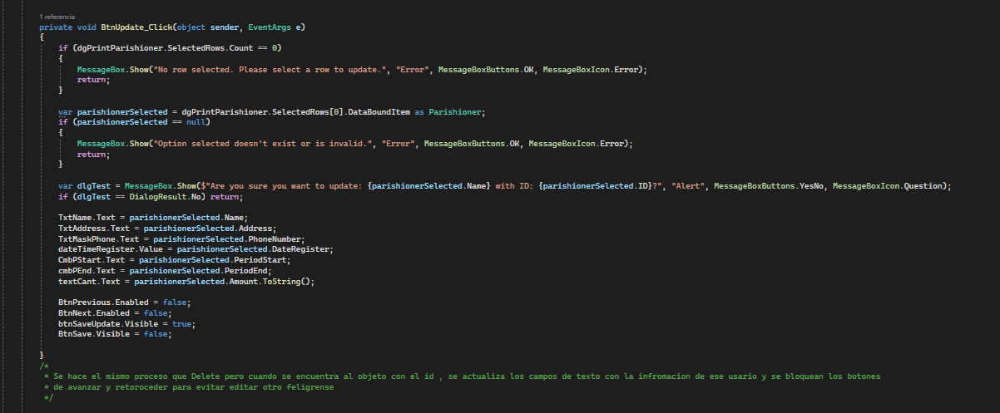 1 referencia
private void BtnUpdate_Click(object sender, EventArgs e)
{
if (dgPrintParishioner.SelectedRows.Count == 0)
{
MessageBox.Show("No row selected. Please select a row to update.", "Error", MessageBoxButtons.OK, MessageBoxIcon.Error);
return;
}
var parishionerSelected = dgPrintParishioner.SelectedRows[0].DataBoundItem as Parishioner;
if (parishionerSelected == null)
{
MessageBox.Show("Option selected doesn't exist or is invalid.", "Error", MessageBoxButtons.OK, MessageBoxIcon.Error);
return;
}
var dlgTest = MessageBox.Show($"Are you sure you want to update: {parishionerSelected.Name} with ID: {parishionerSelected.ID}?", "Alert", MessageBoxButtons.YesNo, MessageBoxIcon.Question);
if (dlgTest == DialogResult.No) return;
TxtName.Text = parishionerSelected.Name;
TxtAddress.Text = parishionerSelected.Address;
TxtMaskPhone.Text = parishionerSelected.PhoneNumber;
dateTimeRegister.Value = parishionerSelected.DateRegister;
CmbPStart.Text = parishionerSelected.PeriodStart;
cmbPEnd.Text = parishionerSelected.PeriodEnd;
textCant.Text = parishionerSelected.Amount.ToString();
BtnPrevious.Enabled = false;
BtnNext.Enabled = false;
btnSaveUpdate.Visible = true;
BtnSave.Visible = false;
}
/*
* Se hace el mismo proceso que Delete pero cuando se encuentra al objeto con el id , se actualiza los campos de texto con la infromacion de ese usario y se bloquean los botones
* de avanzar y retoroceder para evitar editar otro feligrense
*/